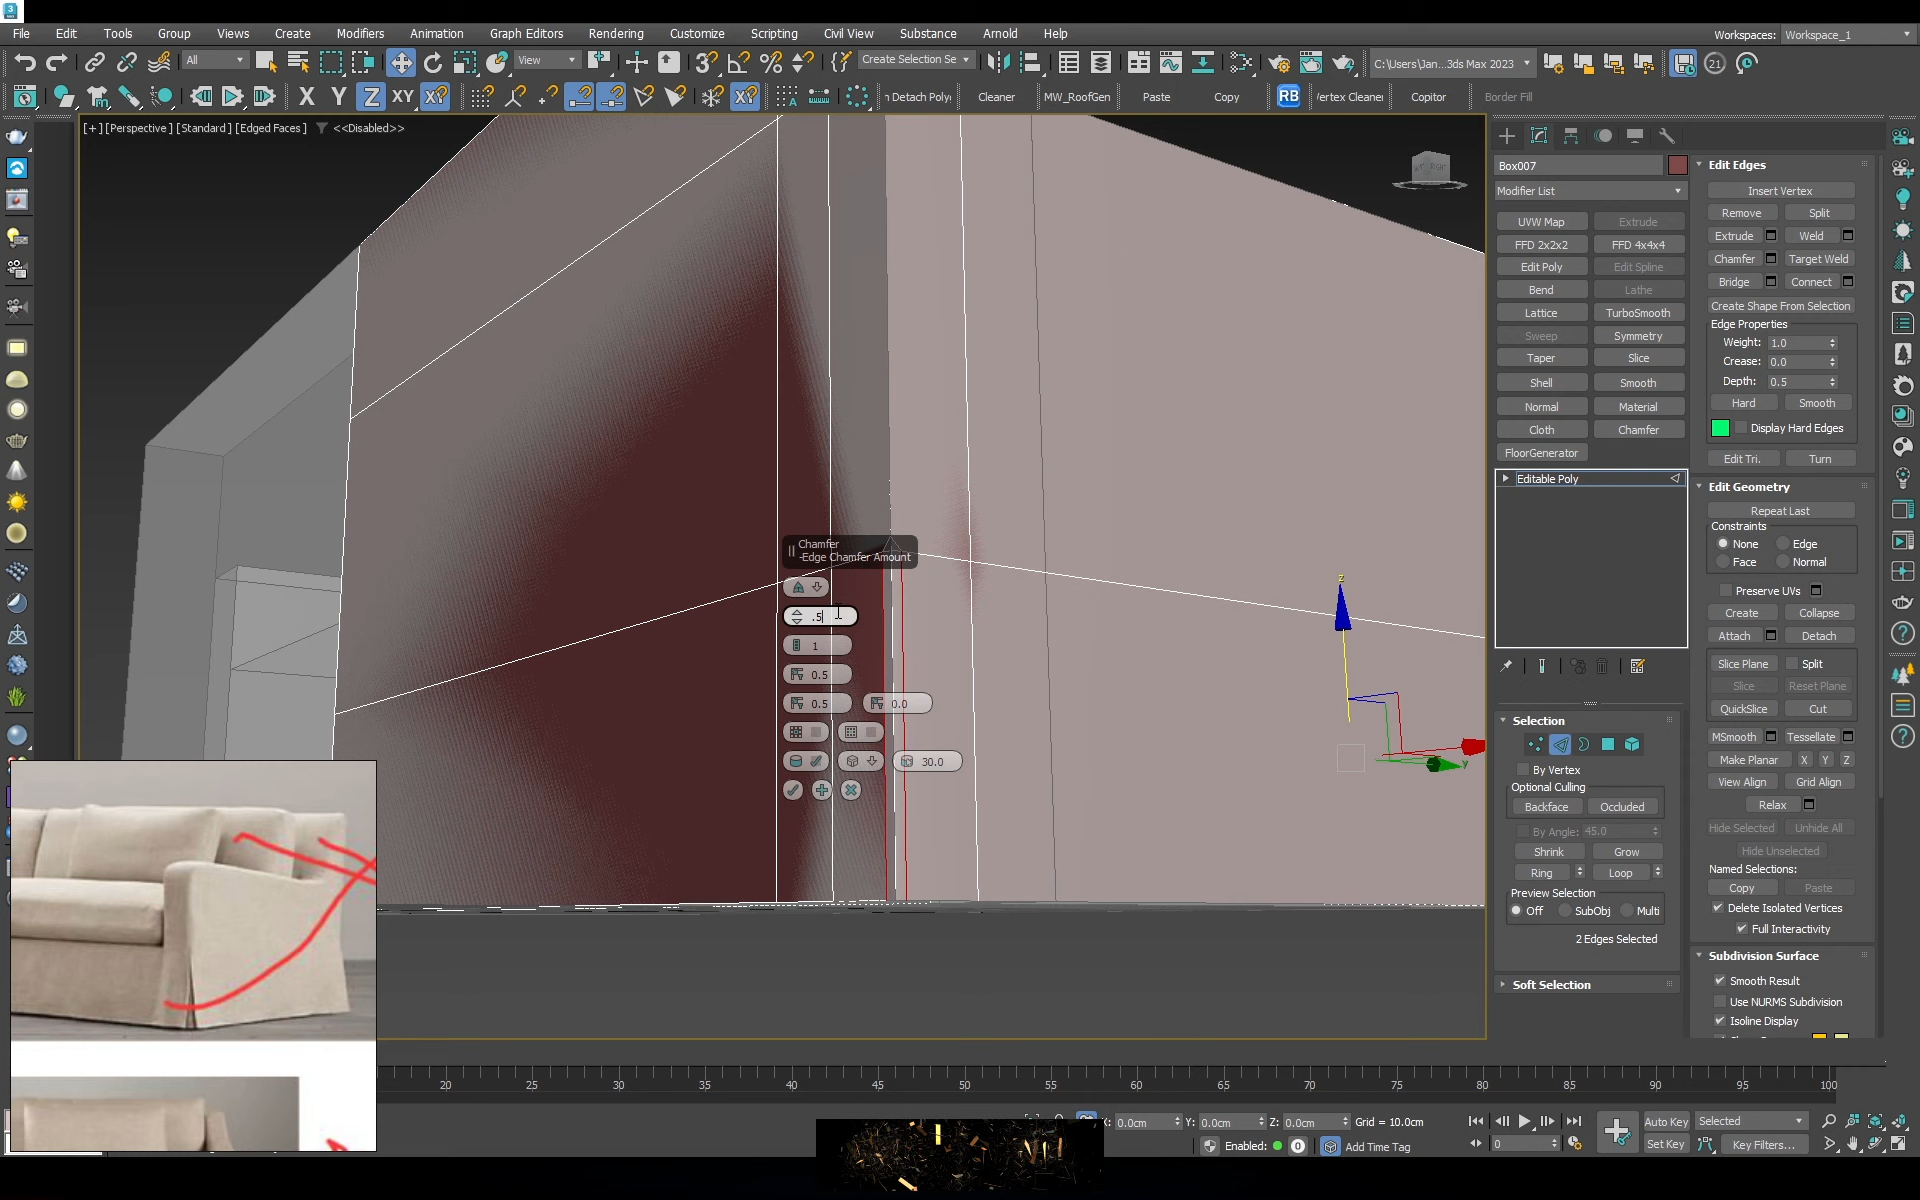 File Edit Tools Group Views Create Modifiers Animation Graph Editors Rendering Customize Scripting Civil View Substance Arnold Help
Workspaces: Workspace_1
All
View
Create Selection Se
C:\Users\Jan...3ds Max 2023
21
X Y Z XY
Detach Poly
Cleaner
MW_RoofGen
Paste
Copy
RB
Vertex Cleaner
Copitor
Border Fill
[+] [Perspective ] [Standard ] [Edged Faces ] <<Disabled>>
Chamfer
-Edge Chamfer Amount
.5
1
0.5
0.5 0.0
30.0
z
y
Box007
Modifier List
UVW Map Extrude
FFD 2x2x2 FFD 4x4x4
Edit Poly Edit Spline
Bend Lathe
Lattice TurboSmooth
Sweep Symmetry
Taper Slice
Shell Smooth
Normal Material
Cloth Chamfer
FloorGenerator
Editable Poly
Selection
By Vertex
Optional Culling
Backface Occluded
By Angle: 45.0
Shrink Grow
Ring Loop
Preview Selection
Off SubObj Multi
2 Edges Selected
Soft Selection
Edit Edges
Insert Vertex
Remove Split
Extrude Weld
Chamfer Target Weld
Bridge Connect
Create Shape From Selection
Edge Properties
Weight: 1.0
Crease: 0.0
Depth: 0.5
Hard Smooth
Display Hard Edges
Edit Tri. Turn
Edit Geometry
Repeat Last
Constraints
None Edge
Face Normal
Preserve UVs
Create Collapse
Attach Detach
Slice Plane Split
Slice Reset Plane
QuickSlice Cut
MSmooth Tessellate
Make Planar X Y Z
View Align Grid Align
Relax
Hide Selected Unhide All
Hide Unselected
Named Selections:
Copy Paste
Delete Isolated Vertices
Full Interactivity
Subdivision Surface
Smooth Result
Use NURMS Subdivision
Isoline Display
20 25 30 35 40 45 50 55 60 65 70 75 80 85 90 95 100
X: 0.0cm Y: 0.0cm Z: 0.0cm Grid = 10.0cm
Auto Key Selected
Enabled: 0 Add Time Tag
0
Set Key Key Filters...